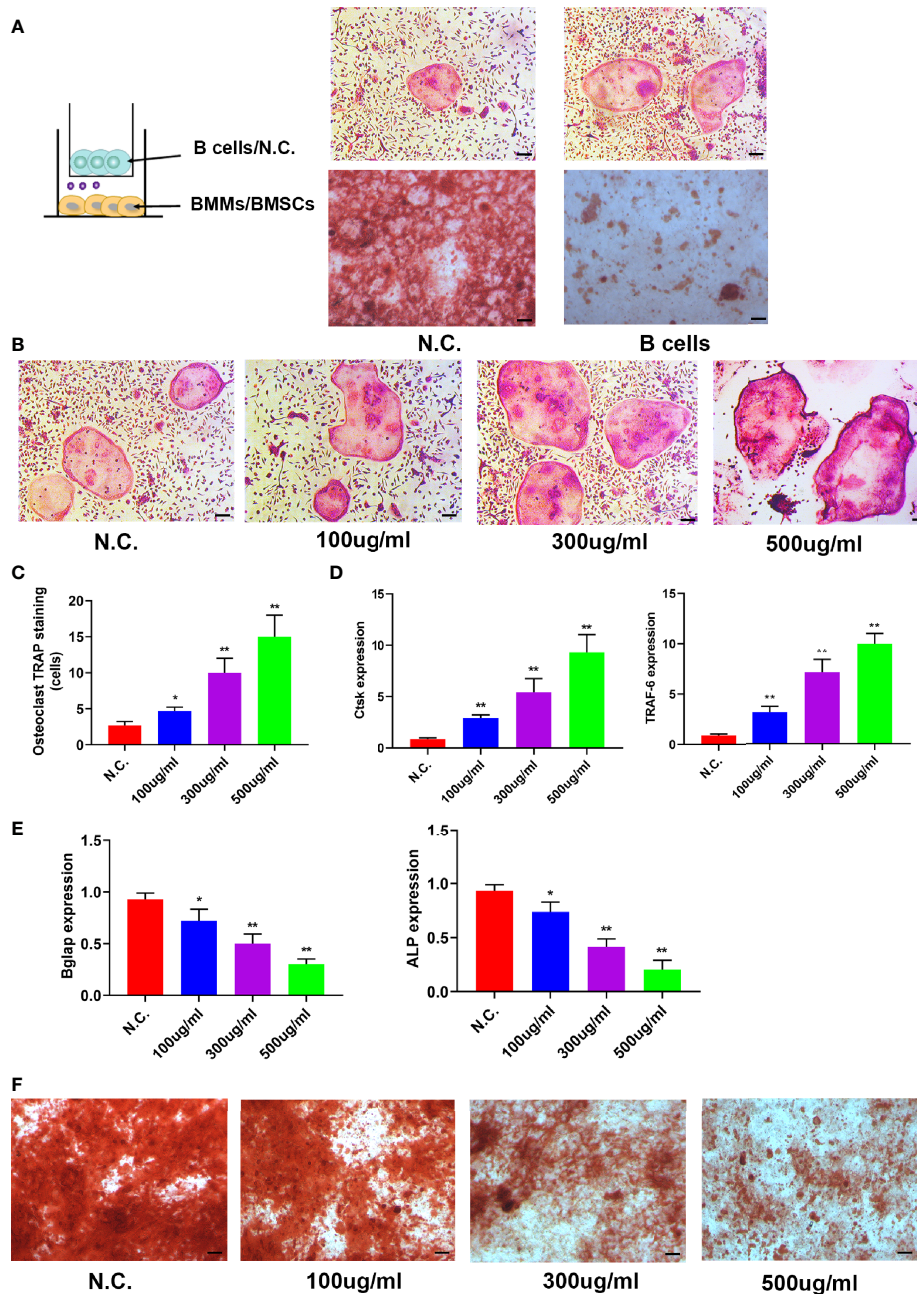 A
B cells/N.C.
BMMs/BMSCs
N.C. B cells
B
N.C. 100ug/ml 300ug/ml 500ug/ml
C
Osteoclast TRAP staining
(cells)
20
15
10
5
0
*
**
**
N.C. 100ug/ml 300ug/ml 500ug/ml
D
Ctsk expression
15
10
5
0
**
**
**
N.C. 100ug/ml 300ug/ml 500ug/ml
TRAF-6 expression
15
10
5
0
**
**
**
N.C. 100ug/ml 300ug/ml 500ug/ml
E
Bglap expression
1.5
1.0
0.5
0.0
*
**
**
N.C. 100ug/ml 300ug/ml 500ug/ml
ALP expression
1.5
1.0
0.5
0.0
*
**
**
N.C. 100ug/ml 300ug/ml 500ug/ml
F
N.C. 100ug/ml 300ug/ml 500ug/ml